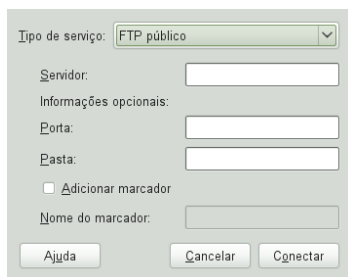 Tipo de serviço: FTP público
Servidor:
Informações opcionais:
Porta:
Pasta:
Adicionar marcador
Nome do marcador:
Ajuda Cancelar Conectar